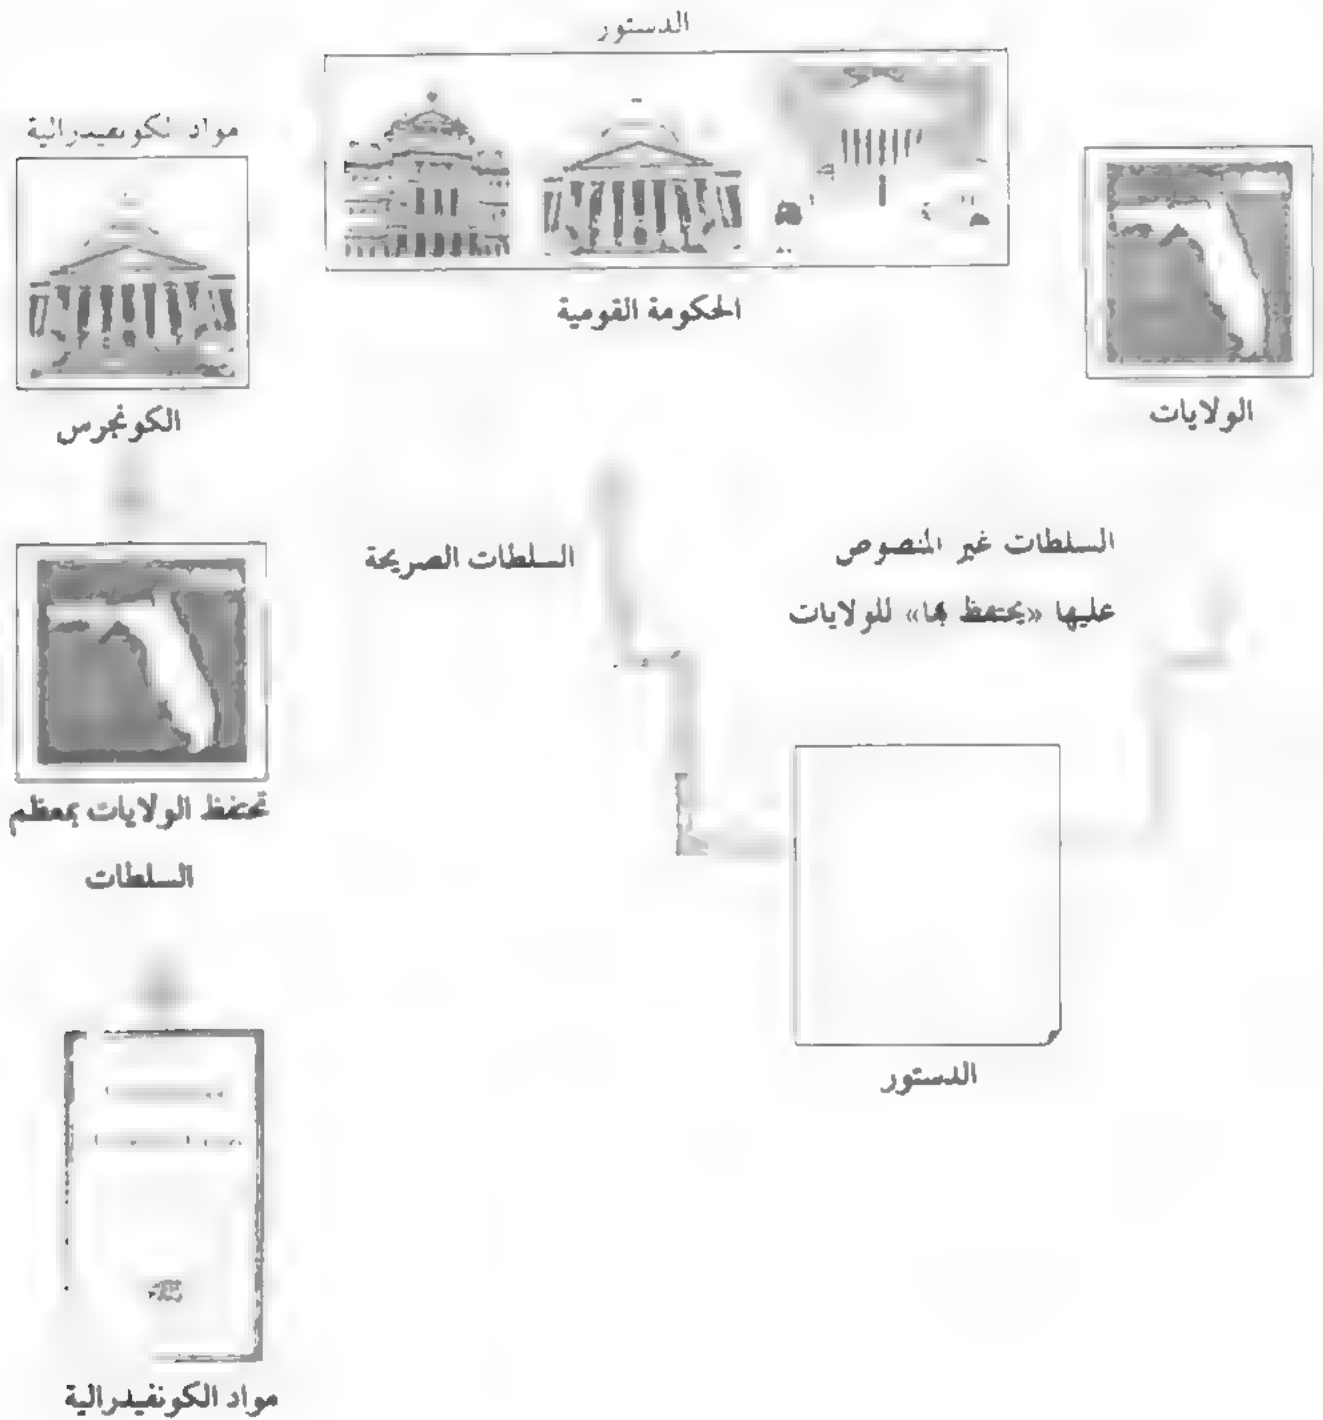 الدستور
مواد الكونفيدرالية
الحكومة القومية
الكونجرس
الولايات
السلطات الصريحة
السلطات غير المنصوص
عليها «يحتفظ بها» للولايات
تحتفظ الولايات بمعظم
السلطات
الدستور
مواد الكونفيدرالية